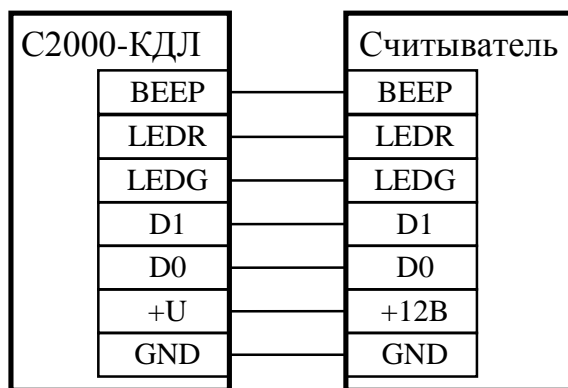 С2000-КДЛ Считыватель
BEEP BEEP
LEDR LEDR
LEDG LEDG
D1 D1
D0 D0
+U +12В
GND GND